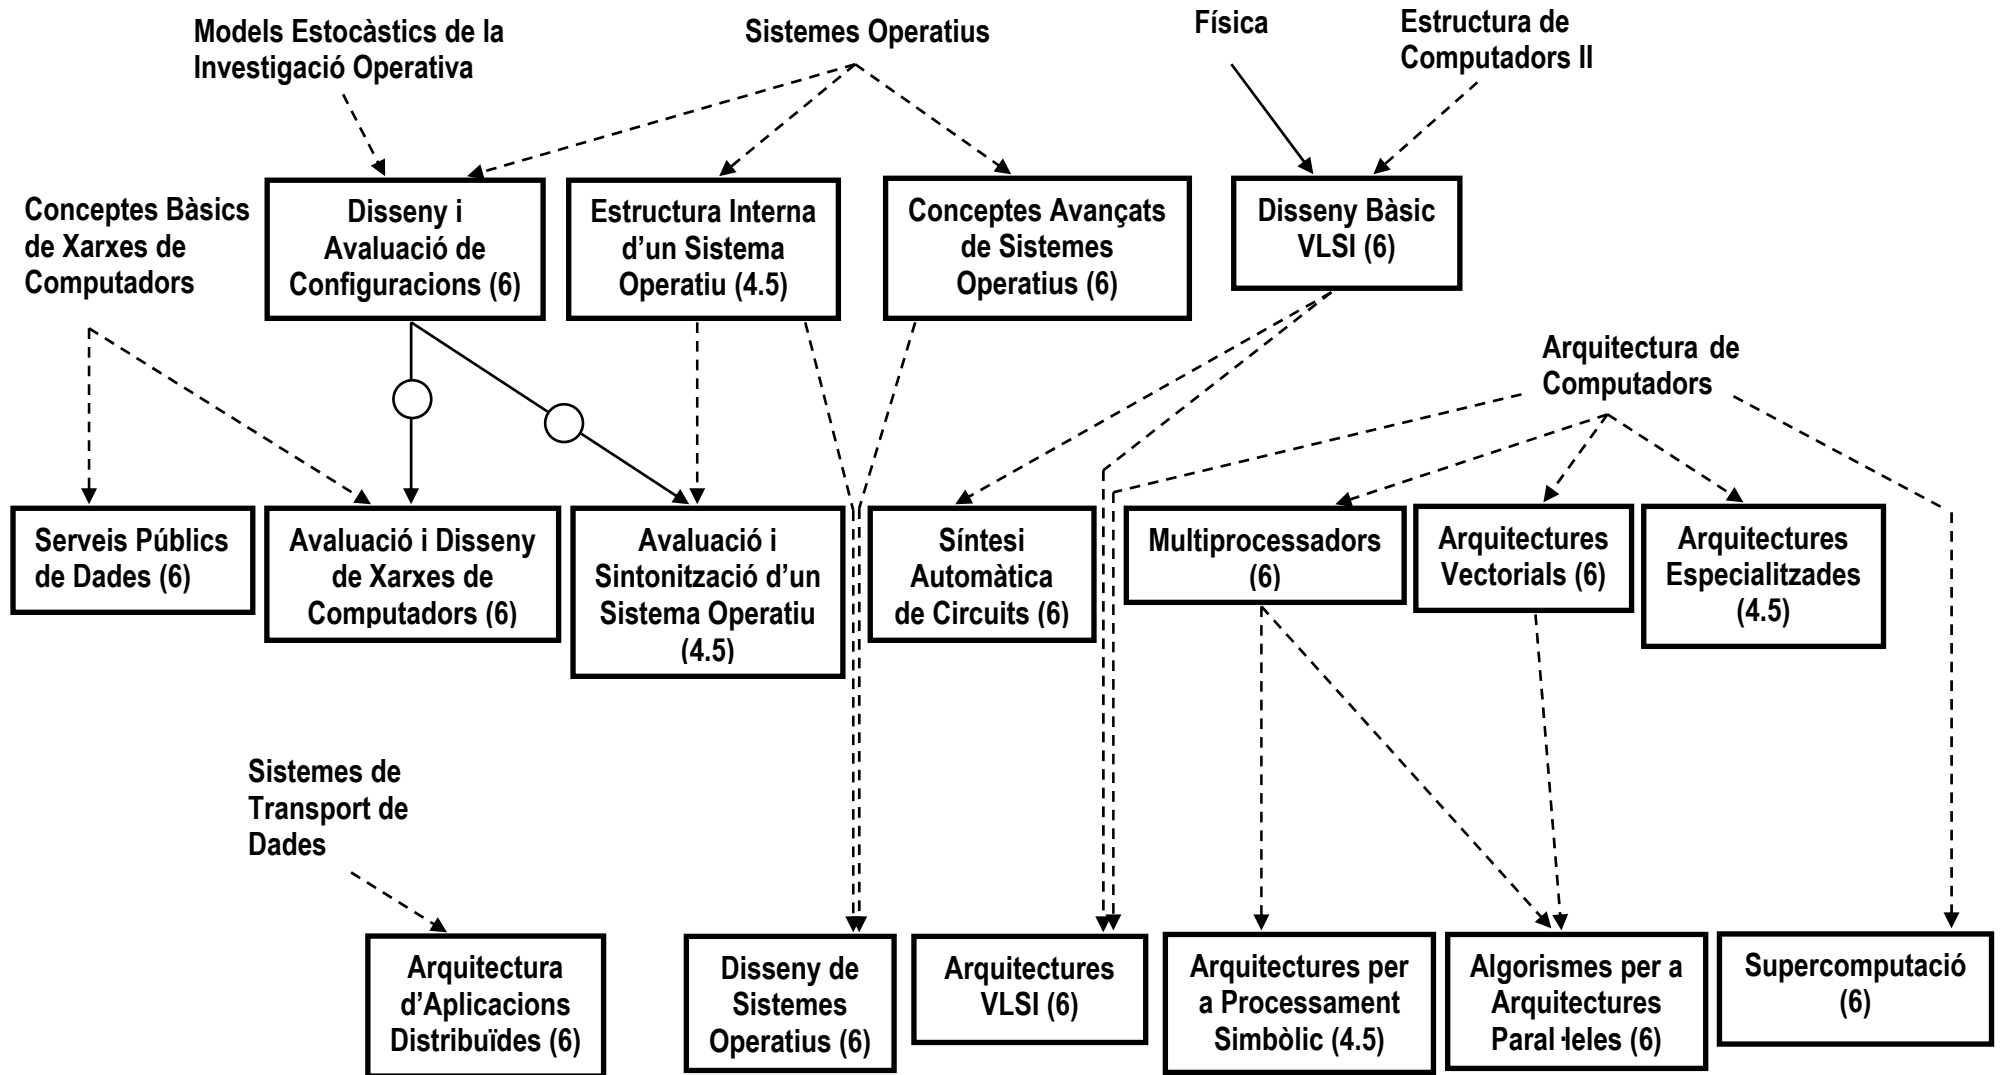 Models Estocàstics de la
Investigació Operativa
Sistemes Operatius
Física
Estructura de
Computadors II
Conceptes Bàsics
de Xarxes de
Computadors
Disseny i
Avaluació de
Configuracions (6)
Estructura Interna
d’un Sistema
Operatiu (4.5)
Conceptes Avançats
de Sistemes
Operatius (6)
Disseny Bàsic
VLSI (6)
Arquitectura de
Computadors
Serveis Públics
de Dades (6)
Avaluació i Disseny
de Xarxes de
Computadors (6)
Avaluació i
Sintonització d’un
Sistema Operatiu
(4.5)
Síntesi
Automàtica
de Circuits (6)
Multiprocessadors
(6)
Arquitectures
Vectorials (6)
Arquitectures
Especialitzades
(4.5)
Sistemes de
Transport de
Dades
Arquitectura
d’Aplicacions
Distribuïdes (6)
Disseny de
Sistemes
Operatius (6)
Arquitectures
VLSI (6)
Arquitectures per
a Processament
Simbòlic (4.5)
Algorismes per a
Arquitectures
Paral·leles (6)
Supercomputació
(6)